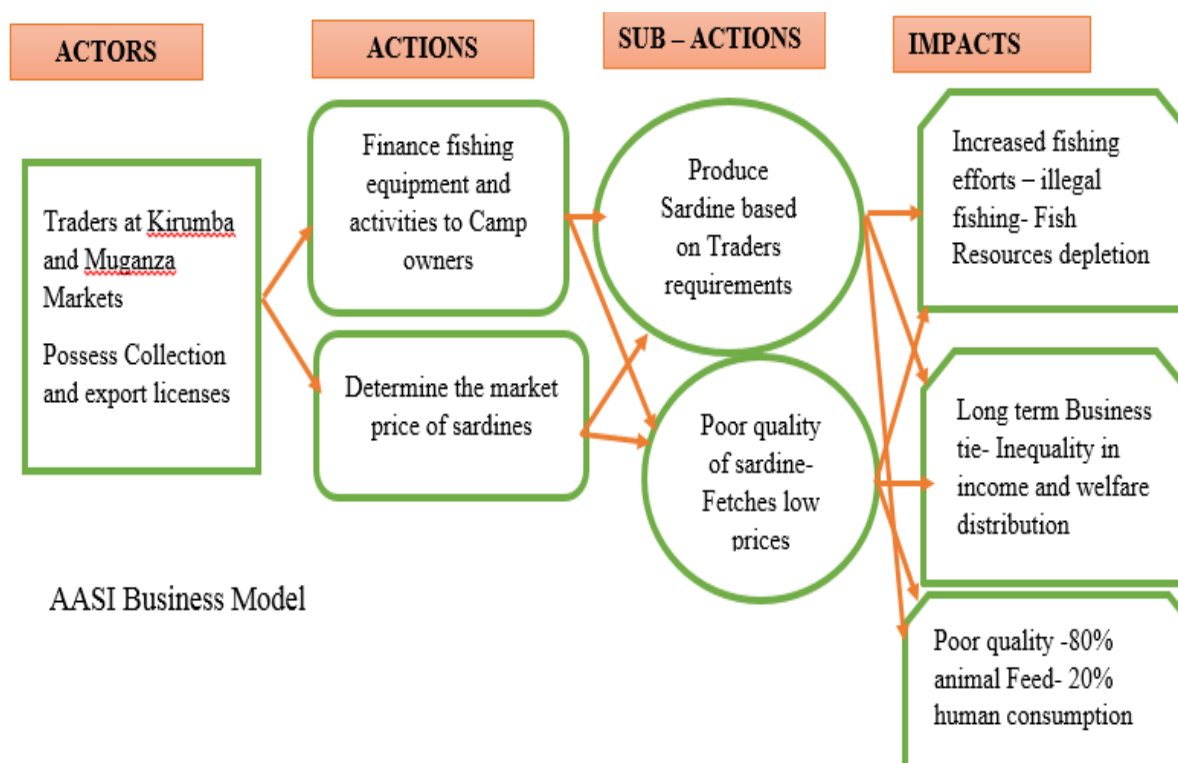 ACTORS
ACTIONS
SUB – ACTIONS
IMPACTS
Traders at Kirumba
and Muganza
Markets
Possess Collection
and export licenses
Finance fishing
equipment and
activities to Camp
owners
Determine the market
price of sardines
Produce
Sardine based
on Traders
requirements
Poor quality
of sardine-
Fetches low
prices
Increased fishing
efforts – illegal
fishing- Fish
Resources depletion
Long term Business
tie- Inequality in
income and welfare
distribution
Poor quality -80%
animal Feed- 20%
human consumption
AASI Business Model